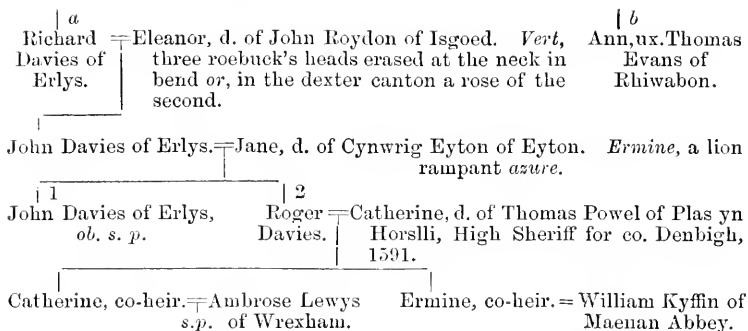 a b
Richard Eleanor, d. of John Roydon of Isgoed. Vert, Ann, ux. Thomas
Davies of three roebuck's heads erased at the neck in Evans of
Erlys. bend or, in the dexter canton a rose of the Rhiwabon.
second.
John Davies of Erlys. Jane, d. of Cynwrig Eyton of Eyton. Ermine, a lion
rampant azure.
1 2
John Davies of Erlys, Roger Catherine, d. of Thomas Powel of Plas yn
ob. s. p. Davies. Horslli, High Sheriff for co. Denbigh,
1591.
Catherine, co-heir. Ambrose Lewys Ermine, co-heir. = William Kyffin of
s.p. of Wrexham. Maenan Abbey.